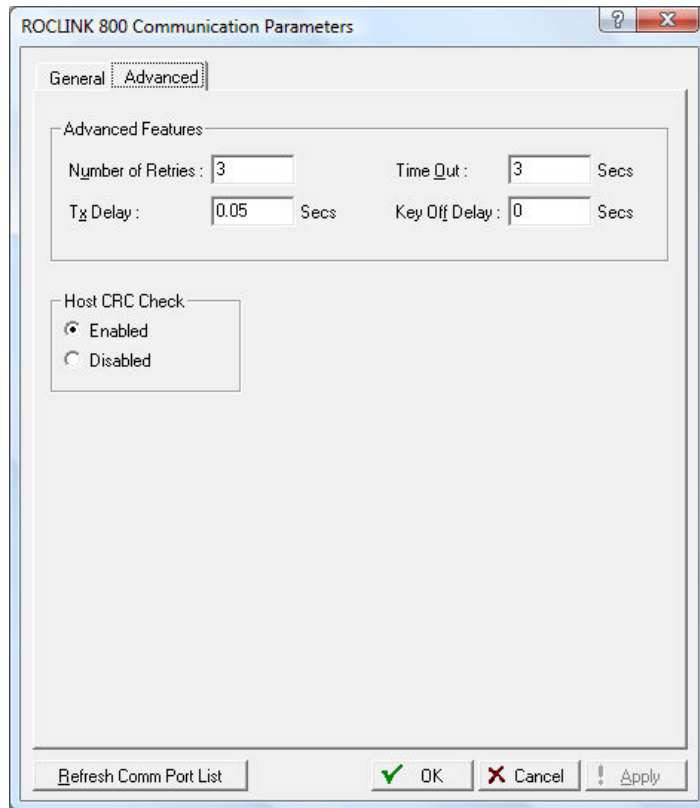 ROCLINK 800 Communication Parameters
General Advanced
Advanced Features
Number of Retries : 3 Time Out : 3 Secs
Tx Delay : 0.05 Secs Key Off Delay : 0 Secs
Host CRC Check
Enabled
Disabled
Refresh Comm Port List OK Cancel ! Apply